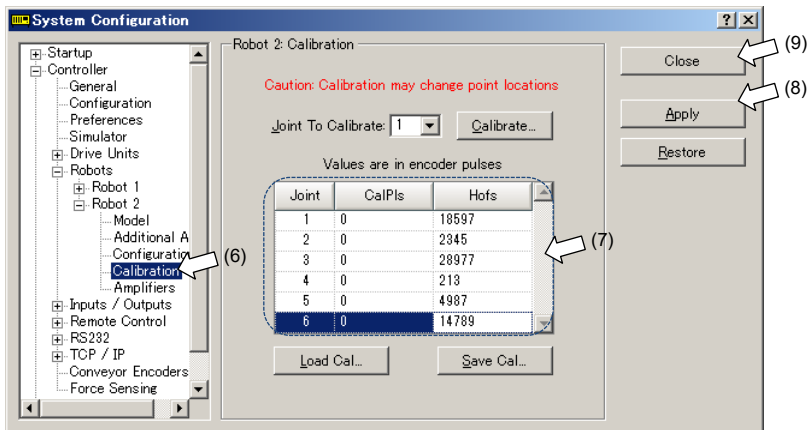 System Configuration
Startup
Controller
General
Configuration
Preferences
Simulator
Drive Units
Robots
Robot 1
Robot 2
Model
Additional A
Configuratio
Calibration
Amplifiers
Inputs / Outputs
Remote Control
RS232
TCP / IP
Conveyor Encoders
Force Sensing
(6)
Robot 2: Calibration
Caution: Calibration may change point locations
Joint To Calibrate: 1 Calibrate...
Values are in encoder pulses
Joint CalPls Hofs
1 0 18597
2 0 2345
3 0 28977
4 0 213
5 0 4987
6 0 14789
(7)
Load Cal... Save Cal...
Close
(9)
Apply
(8)
Restore